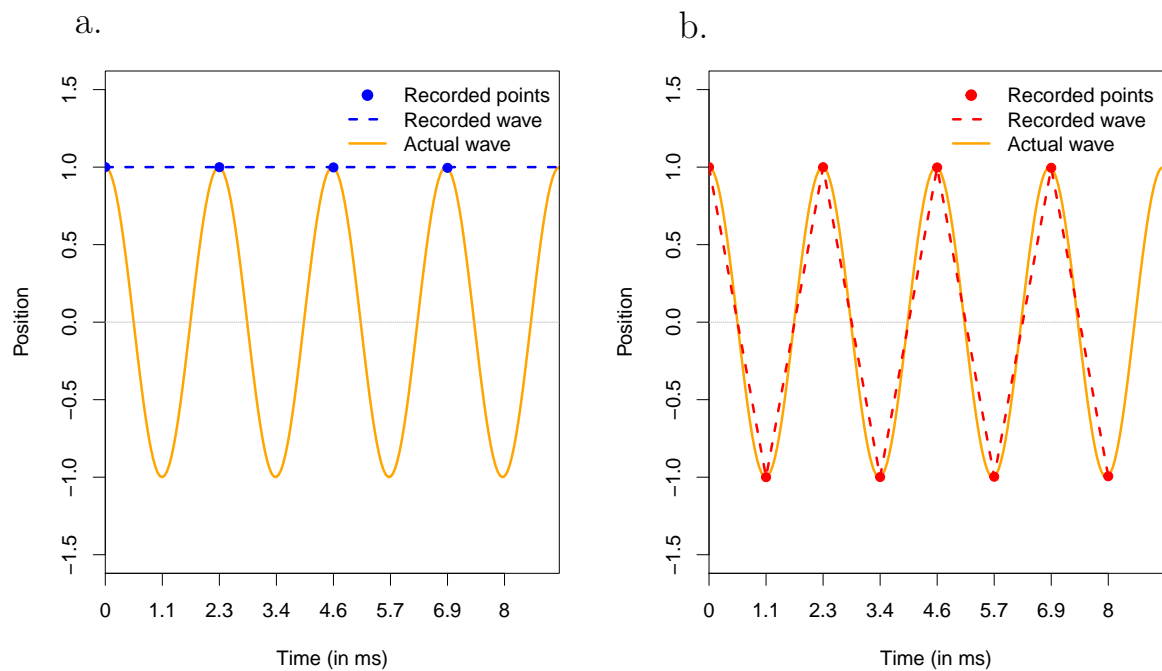 a.
Recorded points
Recorded wave
Actual wave
Position
1.5
1.0
0.5
0.0
−0.5
−1.0
−1.5
0 1.1 2.3 3.4 4.6 5.7 6.9 8
Time (in ms)
b.
Recorded points
Recorded wave
Actual wave
Position
1.5
1.0
0.5
0.0
−0.5
−1.0
−1.5
0 1.1 2.3 3.4 4.6 5.7 6.9 8
Time (in ms)